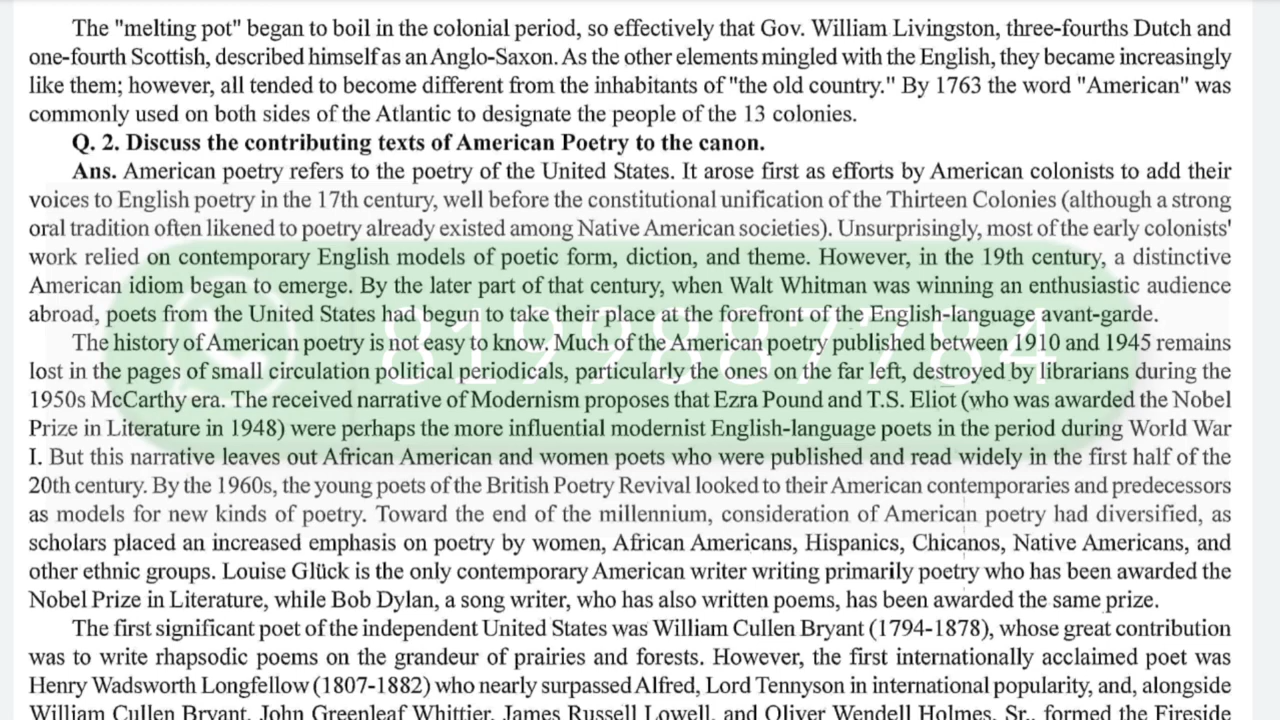 The "melting pot" began to boil in the colonial period, so effectively that Gov. William Livingston, three-fourths Dutch and
one-fourth Scottish, described himself as an Anglo-Saxon. As the other elements mingled with the English, they became increasingly
like them; however, all tended to become different from the inhabitants of "the old country." By 1763 the word "American" was
commonly used on both sides of the Atlantic to designate the people of the 13 colonies.
Q. 2. Discuss the contributing texts of American Poetry to the canon.
Ans. American poetry refers to the poetry of the United States. It arose first as efforts by American colonists to add their
voices to English poetry in the 17th century, well before the constitutional unification of the Thirteen Colonies (although a strong
oral tradition often likened to poetry already existed among Native American societies). Unsurprisingly, most of the early colonists'
work relied on contemporary English models of poetic form, diction, and theme. However, in the 19th century, a distinctive
American idiom began to emerge. By the later part of that century, when Walt Whitman was winning an enthusiastic audience
abroad, poets from the United States had begun to take their place at the forefront of the English-language avant-garde.
The history of American poetry is not easy to know. Much of the American poetry published between 1910 and 1945 remains
8199887784
lost in the pages of small circulation political periodicals, particularly the ones on the far left, destroyed by librarians during the
1950s McCarthy era. The received narrative of Modernism proposes that Ezra Pound and T.S. Eliot (who was awarded the Nobel
Prize in Literature in 1948) were perhaps the more influential modernist English-language poets in the period during World War
I. But this narrative leaves out African American and women poets who were published and read widely in the first half of the
20th century. By the 1960s, the young poets of the British Poetry Revival looked to their American contemporaries and predecessors
as models for new kinds of poetry. Toward the end of the millennium, consideration of American poetry had diversified, as
scholars placed an increased emphasis on poetry by women, African Americans, Hispanics, Chicanos, Native Americans, and
other ethnic groups. Louise Glück is the only contemporary American writer writing primarily poetry who has been awarded the
Nobel Prize in Literature, while Bob Dylan, a song writer, who has also written poems, has been awarded the same prize.
The first significant poet of the independent United States was William Cullen Bryant (1794-1878), whose great contribution
was to write rhapsodic poems on the grandeur of prairies and forests. However, the first internationally acclaimed poet was
Henry Wadsworth Longfellow (1807-1882) who nearly surpassed Alfred, Lord Tennyson in international popularity, and, alongside
William Cullen Bryant, John Greenleaf Whittier, James Russell Lowell, and Oliver Wendell Holmes, Sr., formed the Fireside